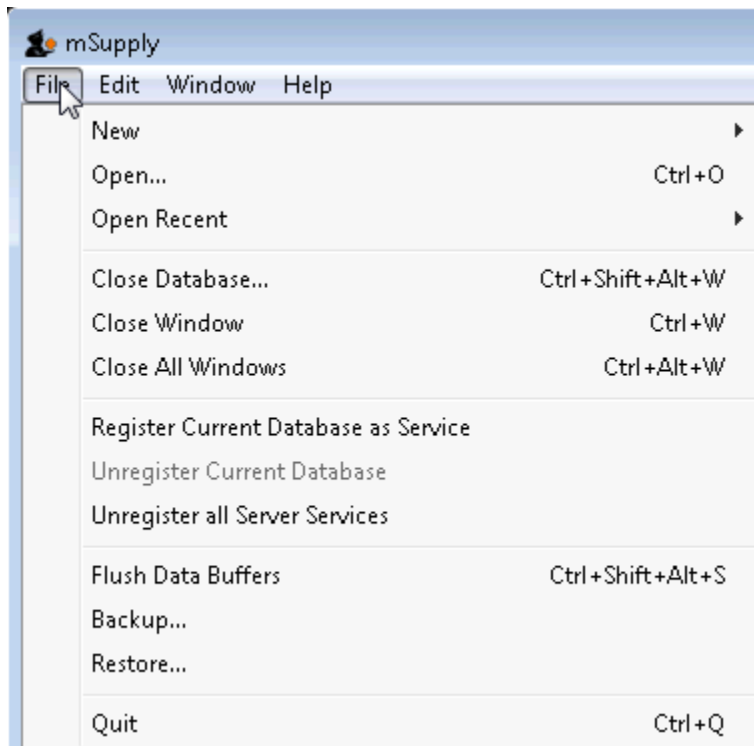 mSupply
File Edit Window Help
New
Open... Ctrl+O
Open Recent
Close Database... Ctrl+Shift+Alt+W
Close Window Ctrl+W
Close All Windows Ctrl+Alt+W
Register Current Database as Service
Unregister Current Database
Unregister all Server Services
Flush Data Buffers Ctrl+Shift+Alt+S
Backup...
Restore...
Quit Ctrl+Q